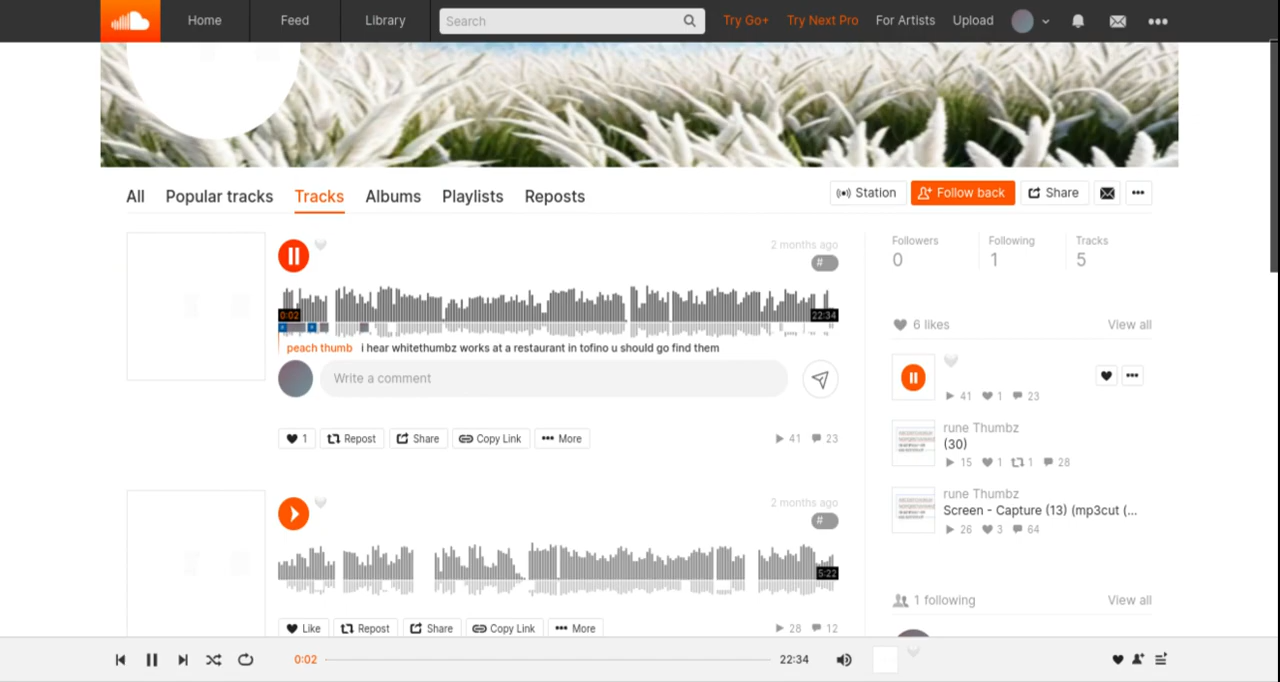 Home Feed Library Search Try Go+ Try Next Pro For Artists Upload
All Popular tracks Tracks Albums Playlists Reposts Station Follow back Share
2 months ago
#
0:02 22:34
peach thumb i hear whitethumbz works at a restaurant in tofino u should go find them
Write a comment
1 Repost Share Copy Link More 41 23
2 months ago
#
5:22
Like Repost Share Copy Link More 28 12
Followers Following Tracks
0 1 5
6 likes View all
41 1 23
rune Thumbz
(30)
15 1 1 28
rune Thumbz
Screen - Capture (13) (mp3cut (...
26 3 64
1 following View all
0:02 22:34